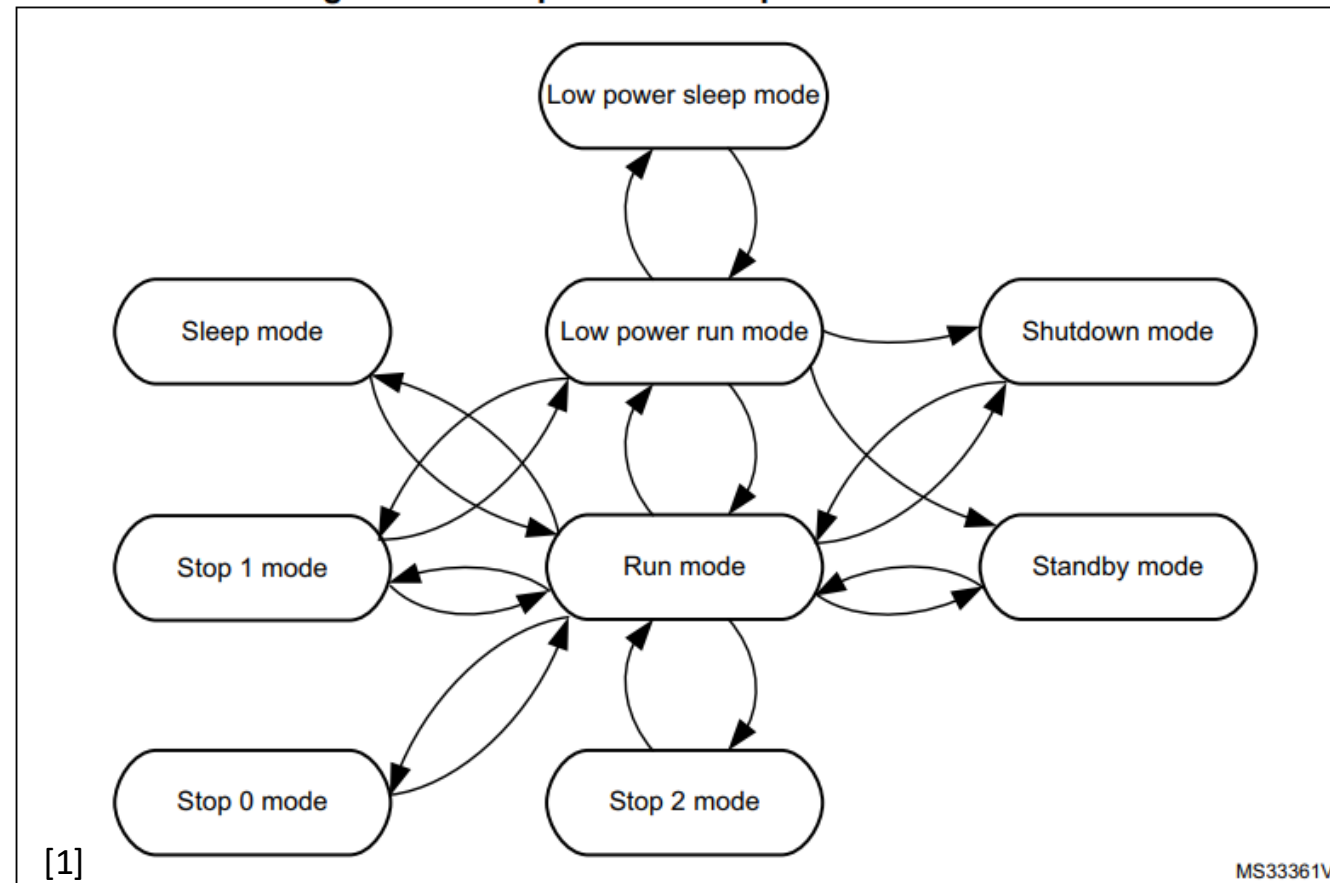 Low power sleep mode
Sleep mode
Low power run mode
Shutdown mode
Stop 1 mode
Run mode
Standby mode
Stop 0 mode
Stop 2 mode
[1]
MS33361V